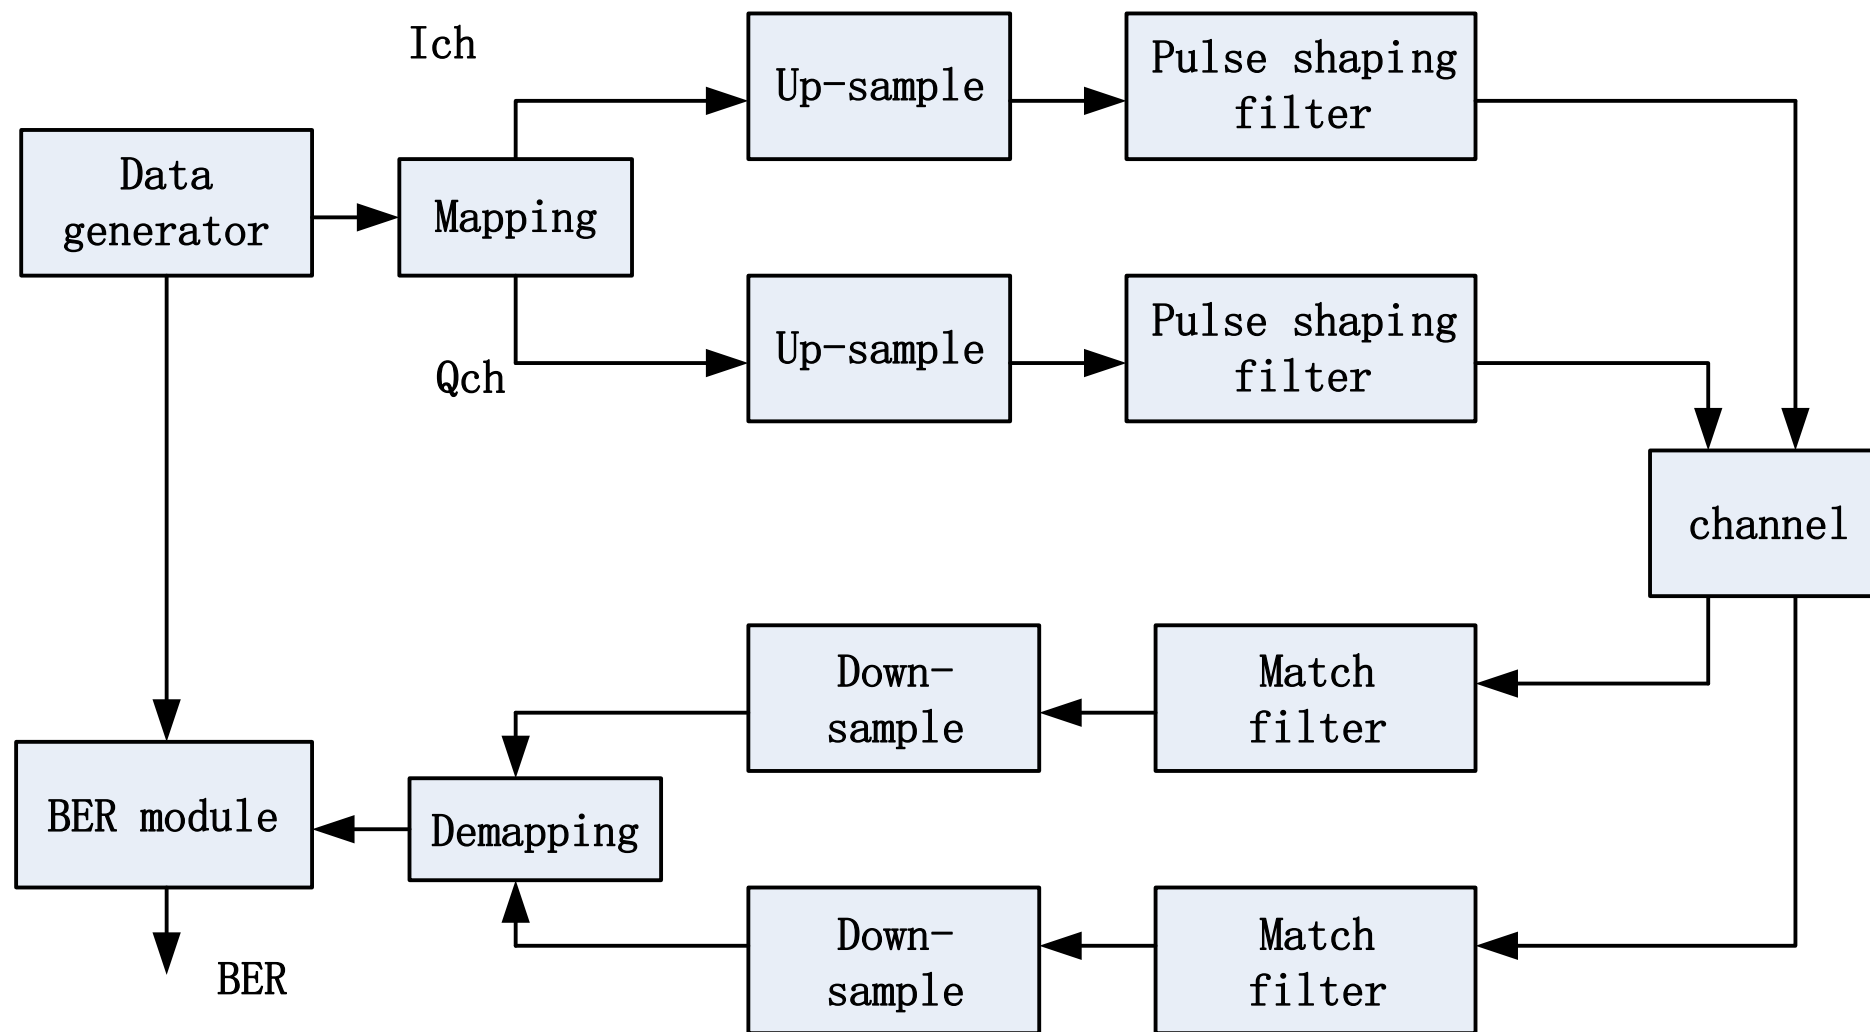 Ich
Up-sample
Pulse shaping
filter
Data
generator
Mapping
Qch
Up-sample
Pulse shaping
filter
channel
Down-
sample
Match
filter
BER module
Demapping
Down-
sample
Match
filter
BER